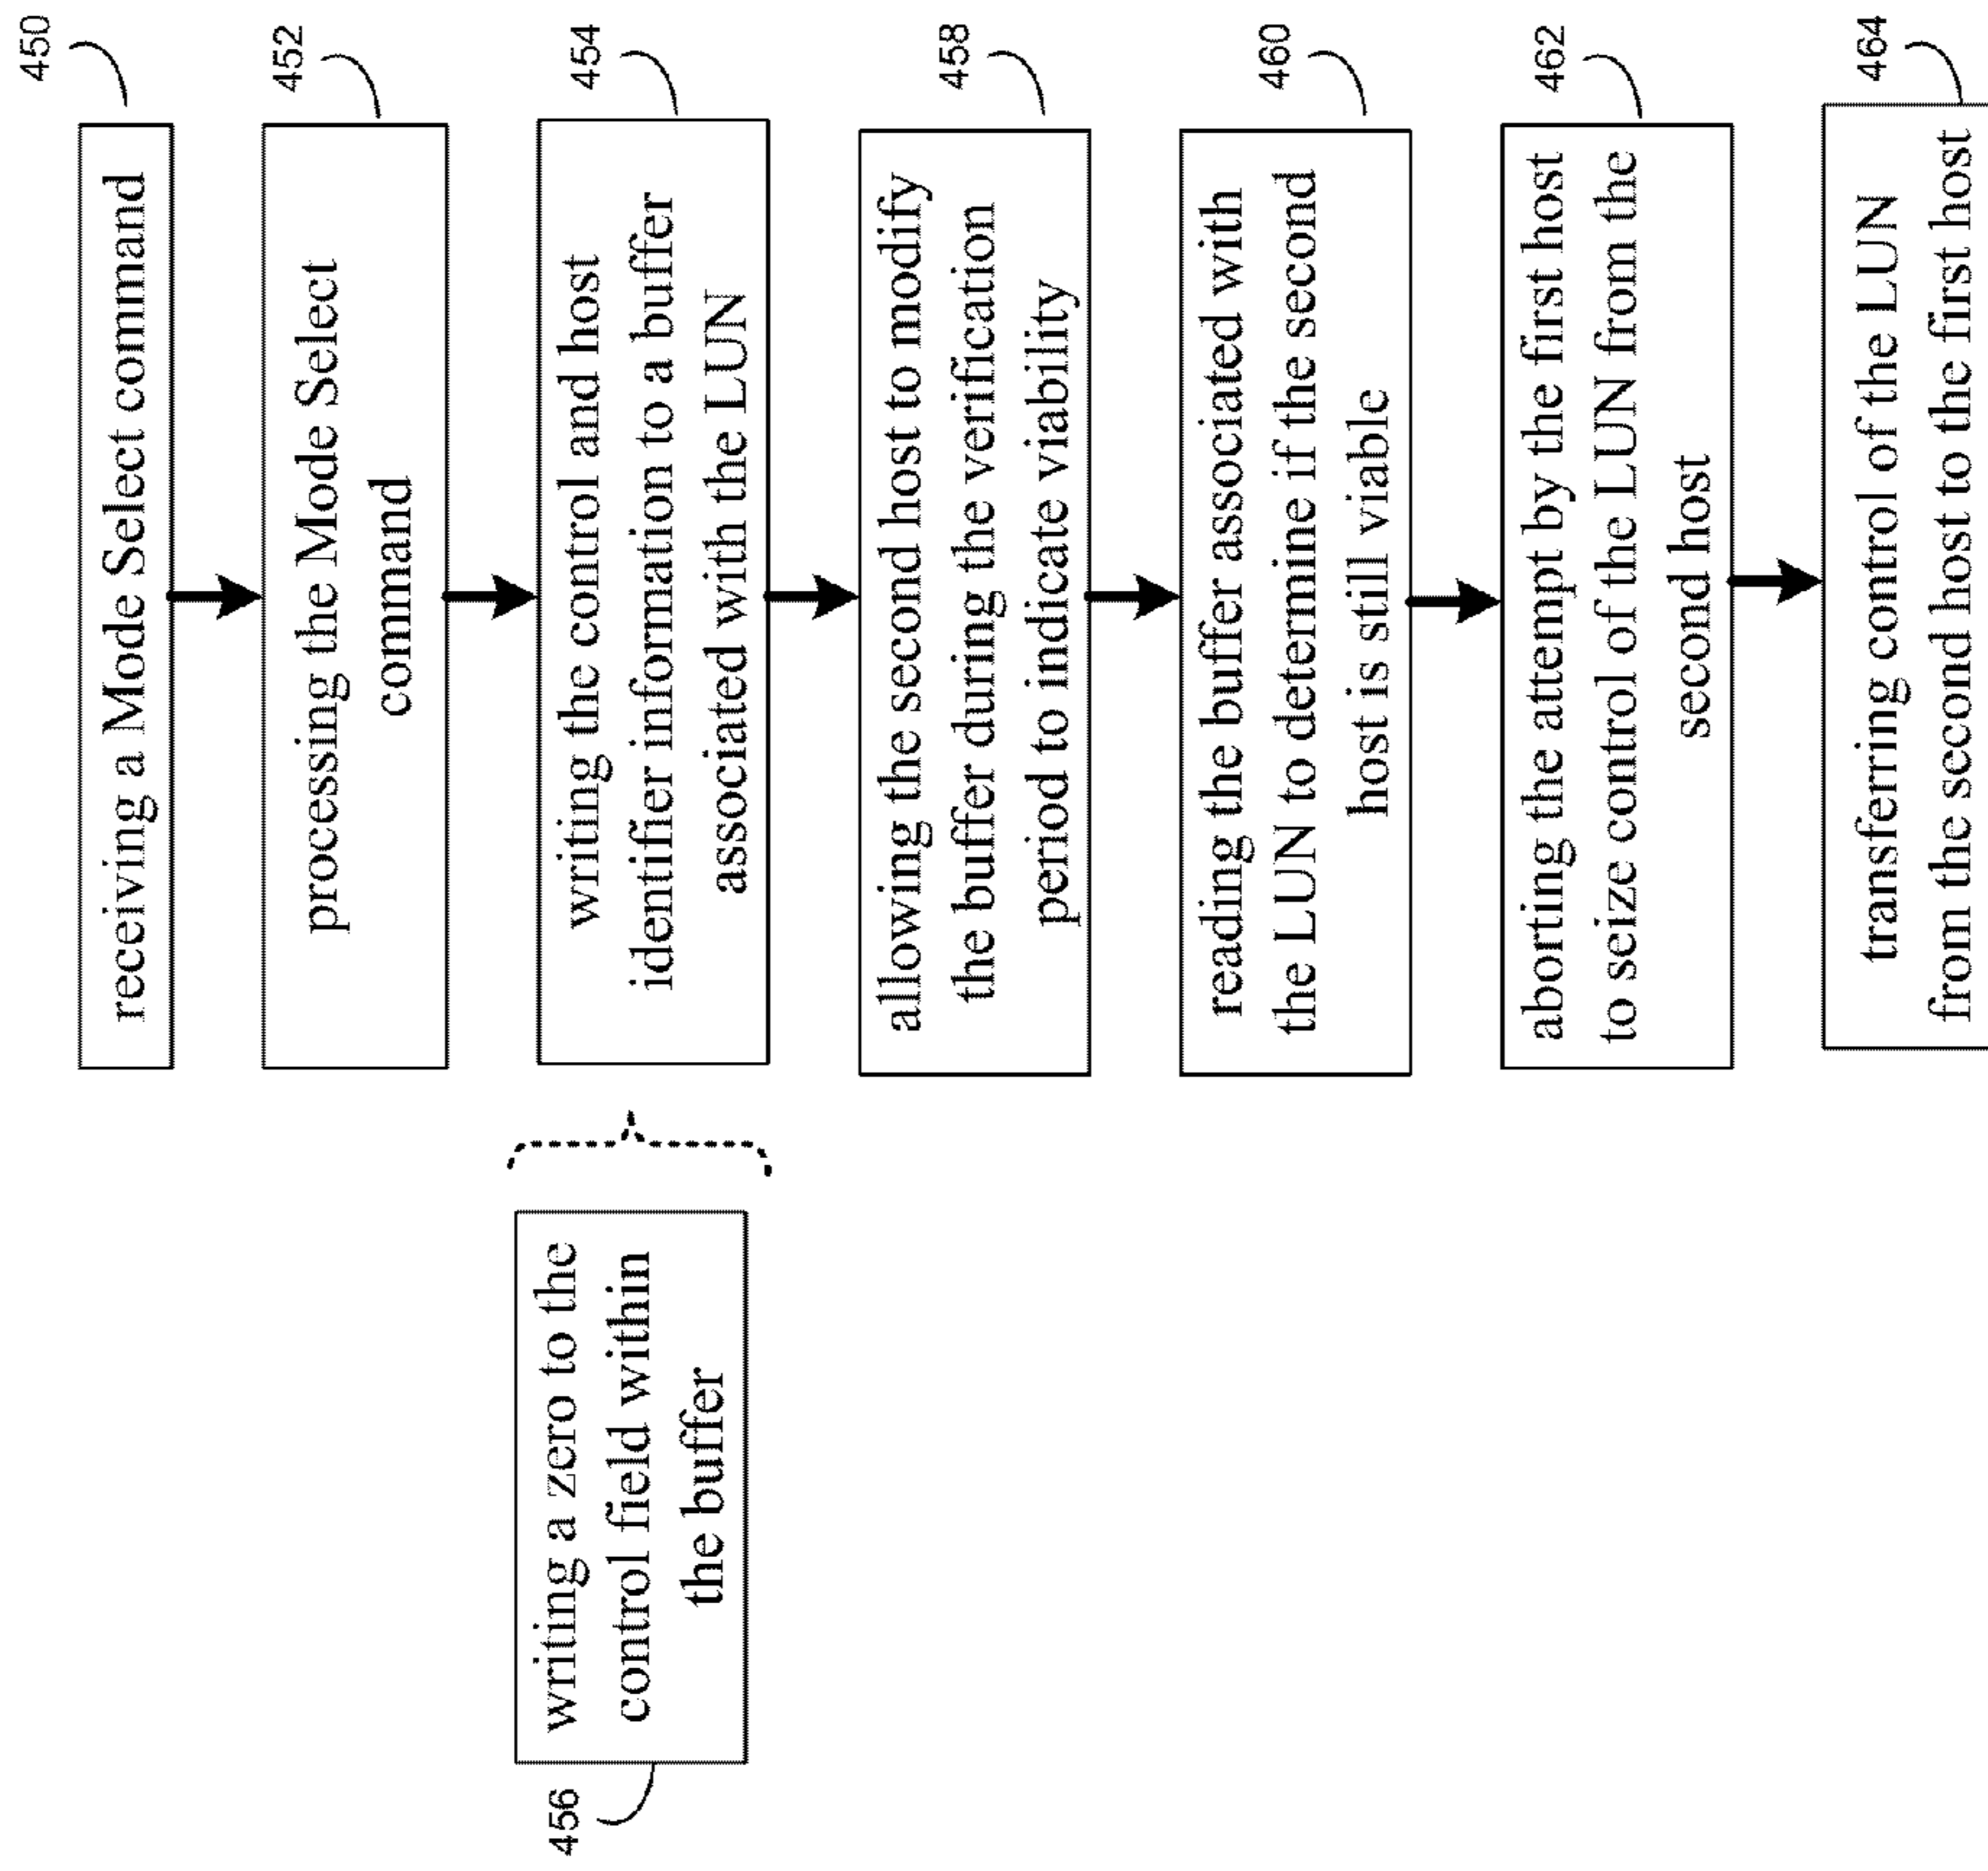 450
receiving a Mode Select command
452
processing the Mode Select
command
454
writing the control and host
identifier information to a buffer
associated with the LUN
456
writing a zero to the
control field within
the buffer
458
allowing the second host to modify
the buffer during the verification
period to indicate viability
460
reading the buffer associated with
the LUN to determine if the second
host is still viable
462
aborting the attempt by the first host
to seize control of the LUN from the
second host
464
transferring control of the LUN
from the second host to the first host